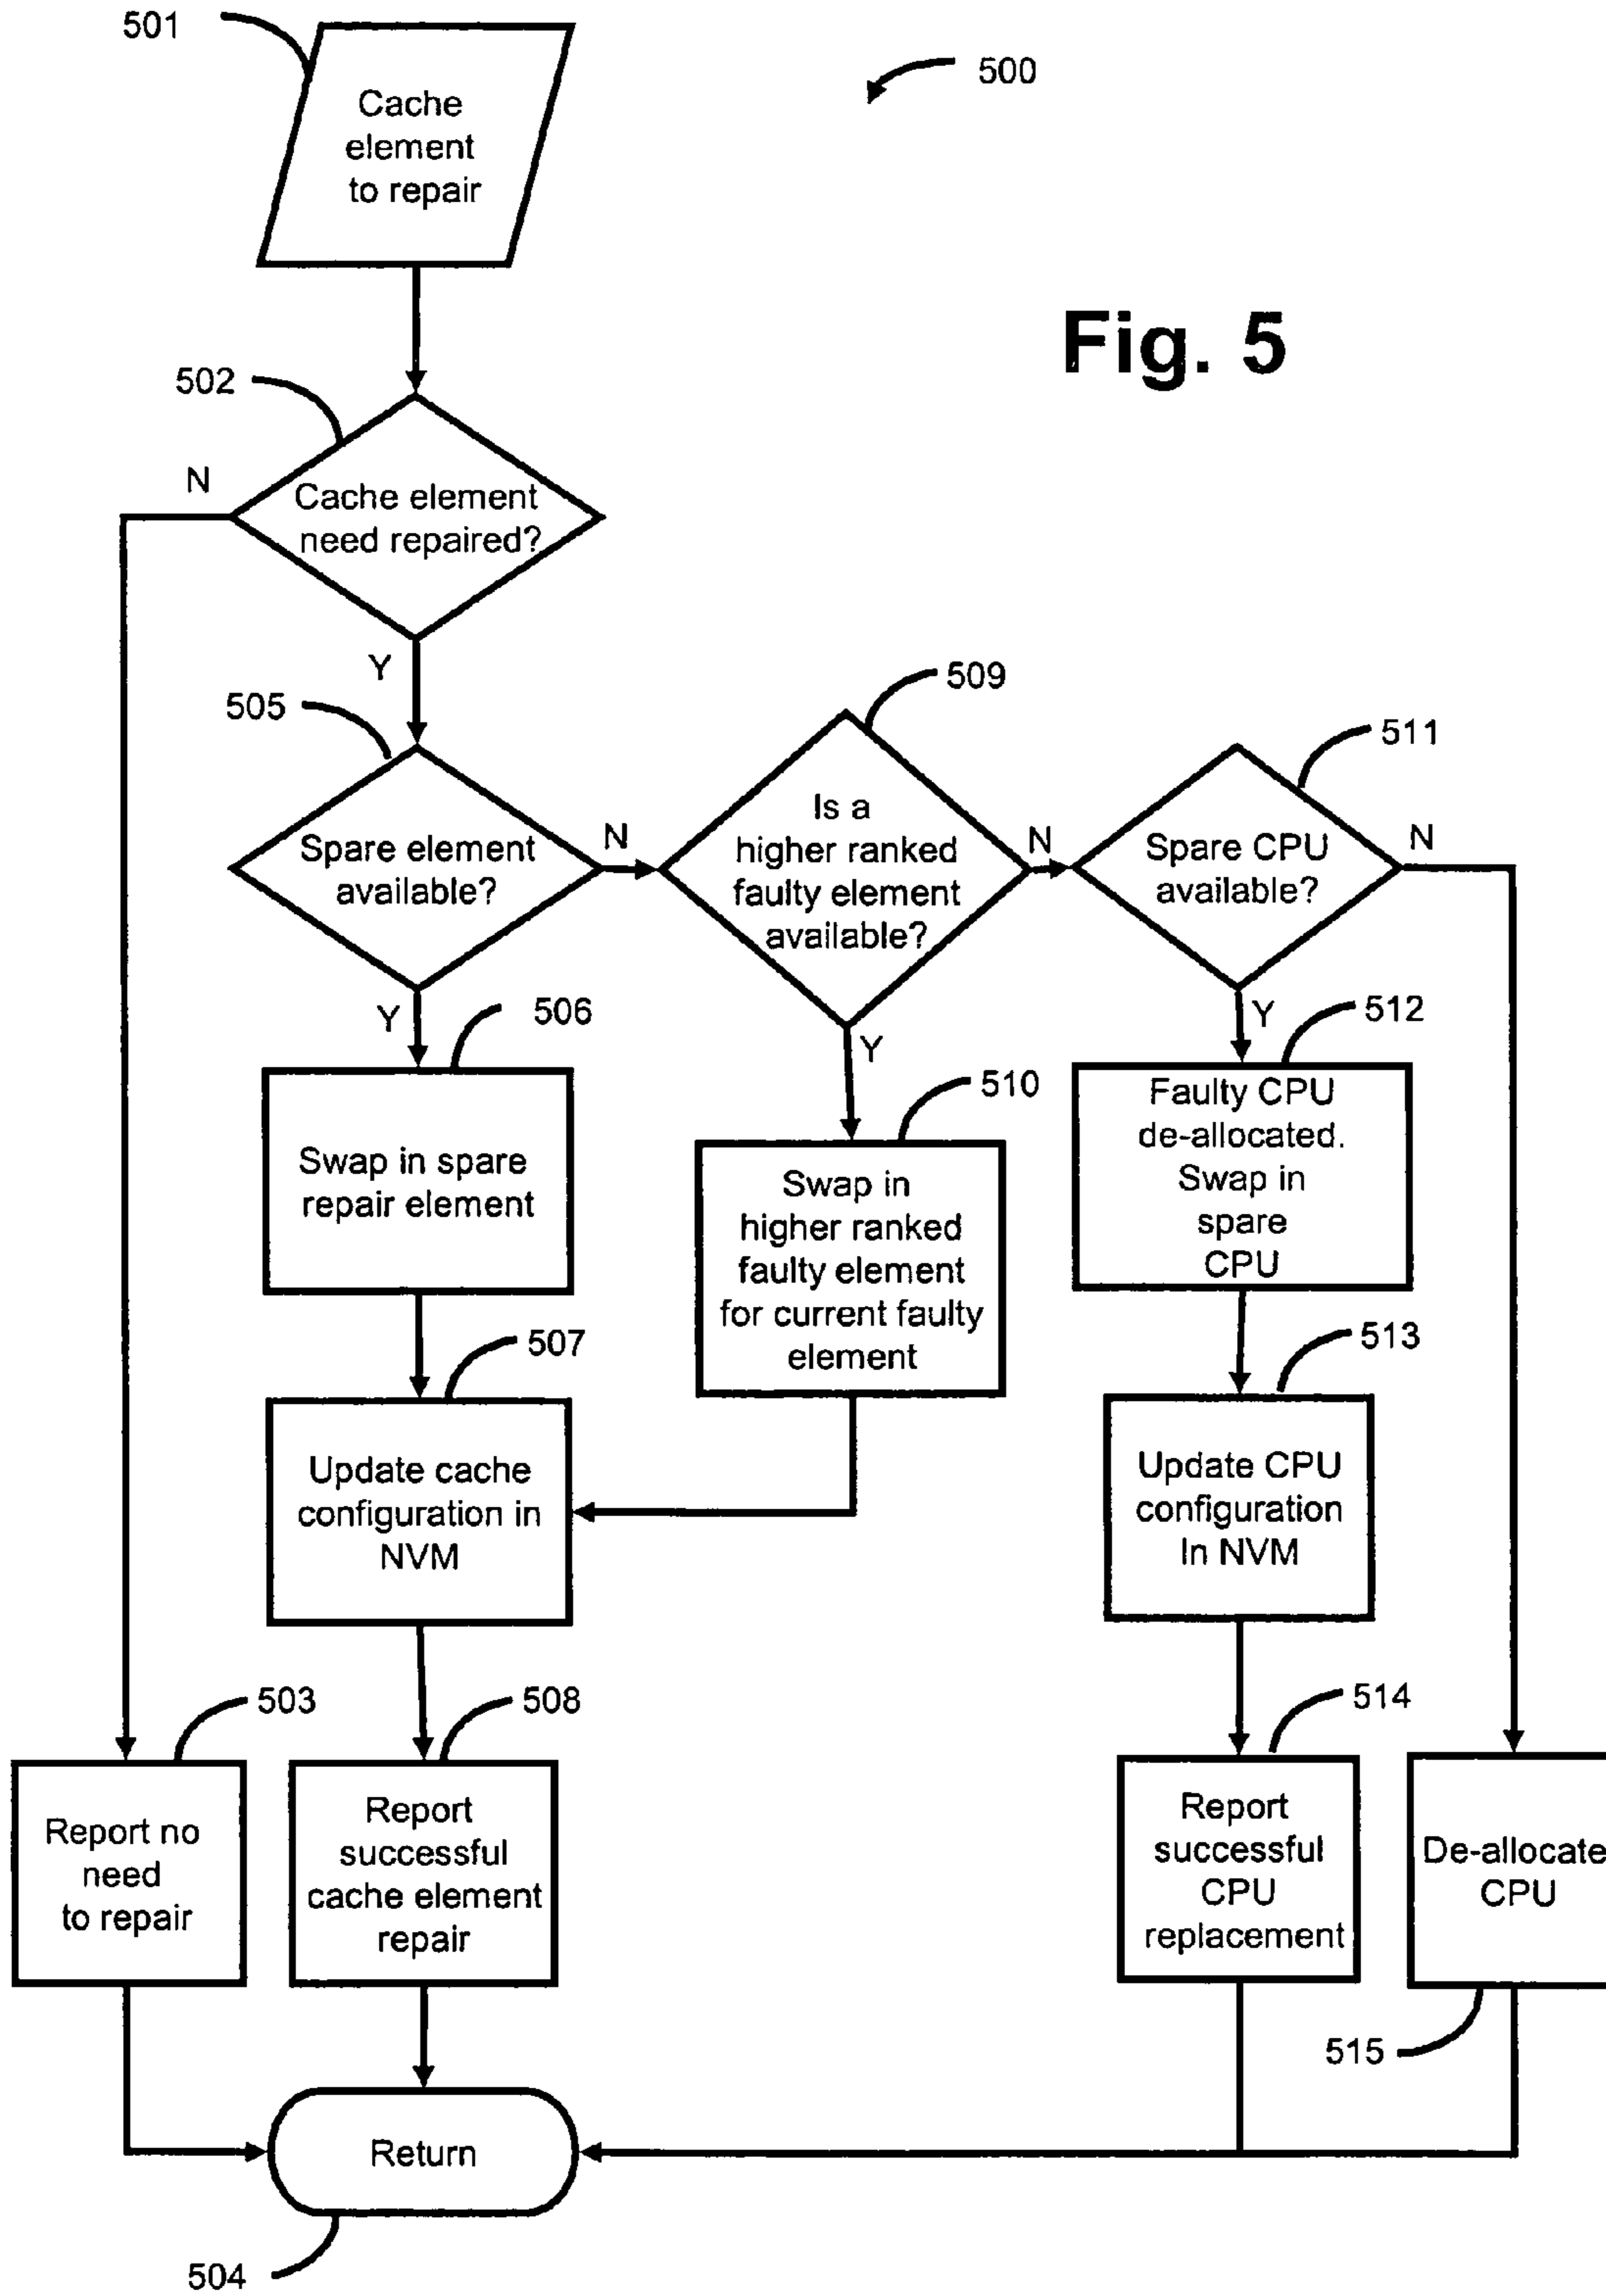 501
Cache
element
to repair
500
Fig. 5
502
N
Cache element
need repaired?
Y
505
509
511
Spare element
available?
N
Is a
higher ranked
faulty element
available?
N
Spare CPU
available?
N
Y
506
Y
510
Y
512
Swap in spare
repair element
Swap in
higher ranked
faulty element
for current faulty
element
Faulty CPU
de-allocated.
Swap in
spare
CPU
507
513
Update cache
configuration in
NVM
Update CPU
configuration
In NVM
503
508
514
Report no
need
to repair
Report
successful
cache element
repair
Report
successful
CPU
replacement
De-allocate
CPU
515
Return
504